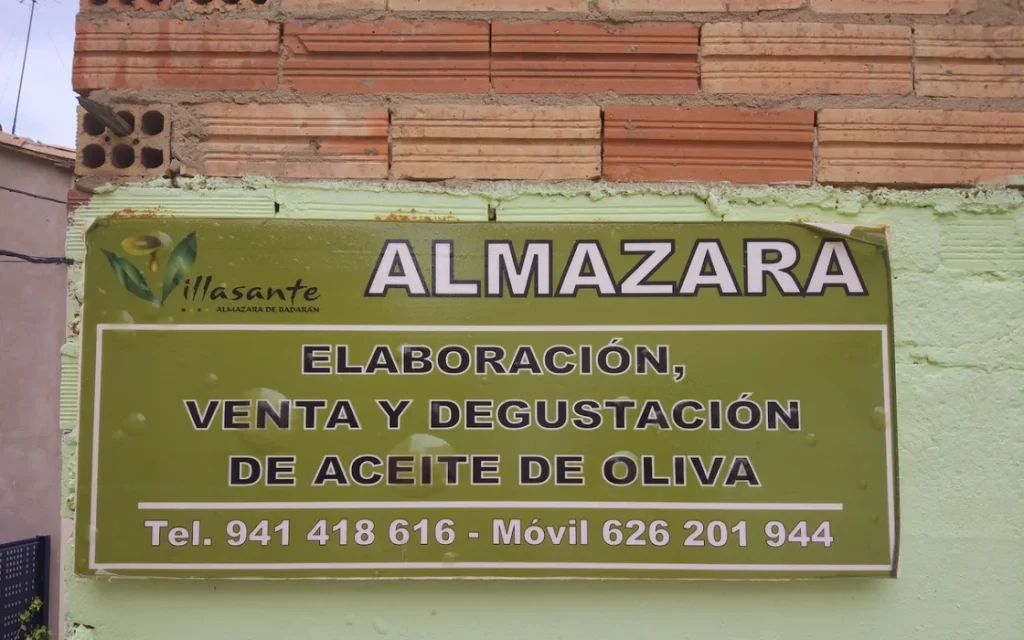 Villasante
ALMAZARA DE BADARÁN
ALMAZARA
ELABORACIÓN,
VENTA Y DEGUSTACIÓN
DE ACEITE DE OLIVA
Tel. 941 418 616 - Móvil 626 201 944